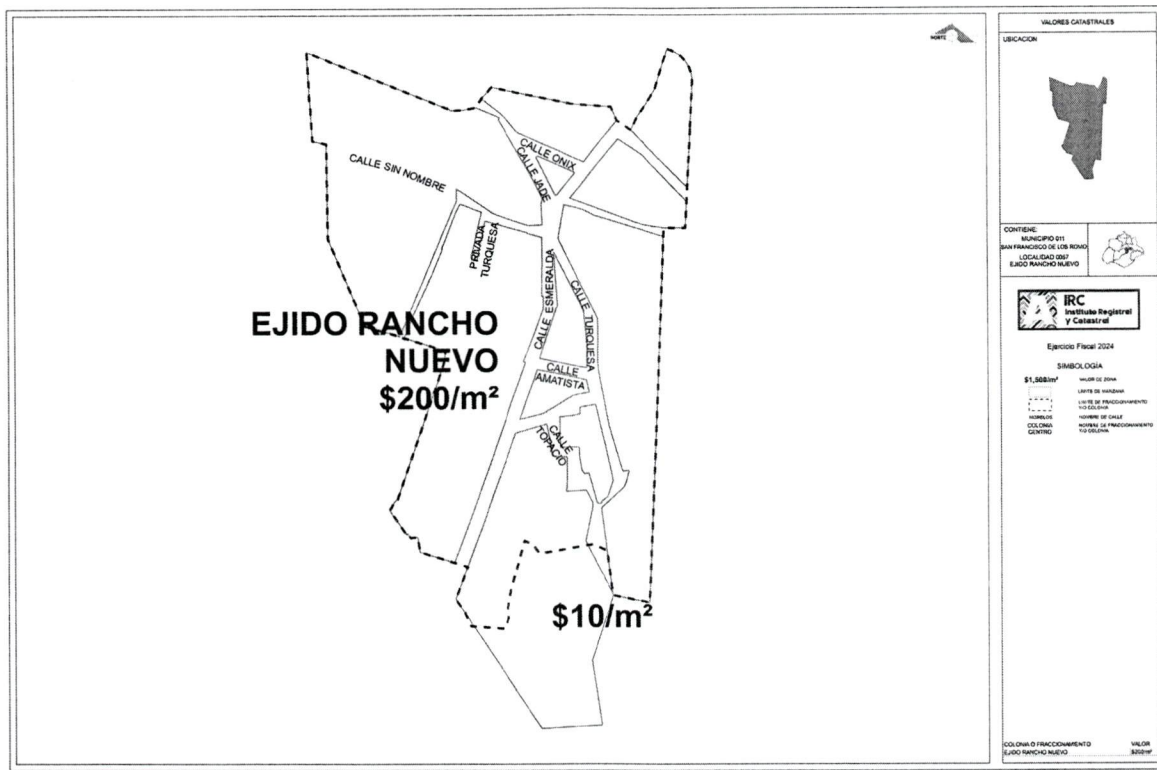 NORTE
CALLE ONIX
CALLE JADE
CALLE SIN NOMBRE
PRIVADA
TURQUESA
CALLE ESMERALDA
CALLE TURQUESA
EJIDO RANCHO
NUEVO
$200/m²
CALLE
AMATISTA
CALLE
TOPACIO
$10/m²
VALORES CATASTRALES
UBICACION
CONTIENE:
MUNICIPIO 011
SAN FRANCISCO DE LOS ROMO
LOCALIDAD 0057
EJIDO RANCHO NUEVO
IRC
Instituto Registral
y Catastral
Ejercicio Fiscal 2024
SIMBOLOGÍA
$1,500/m² VALOR DE ZONA
LIMITE DE MANZANA
LIMITE DE FRACCIONAMIENTO
Y/O COLONIA
MORELOS NOMBRE DE CALLE
COLONIA CENTRO NOMBRE DE FRACCIONAMIENTO
Y/O COLONIA
COLONIA O FRACCIONAMIENTO VALOR
EJIDO RANCHO NUEVO $200/m²